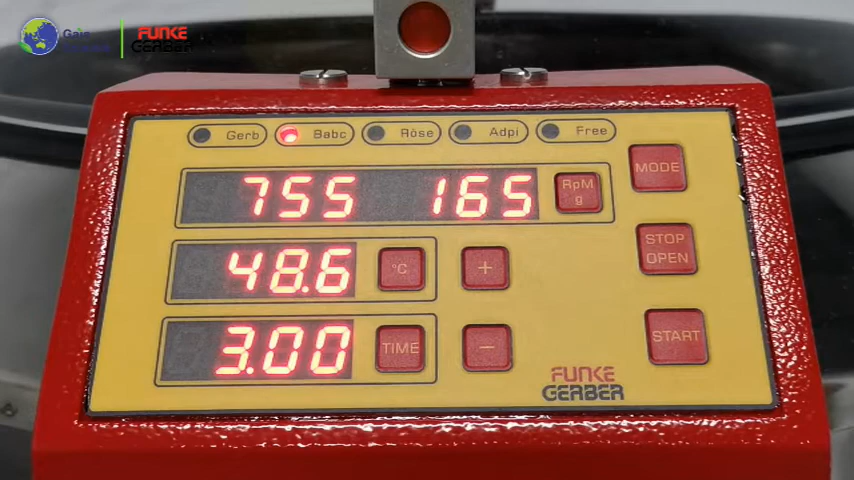 Gaia
FUNKE
GERBER
Gerb Babc Röse Adpi Free
755 165 RpM
g
MODE
STOP
OPEN
48.6 °C +
3.00 TIME -
START
FUNKE
GERBER